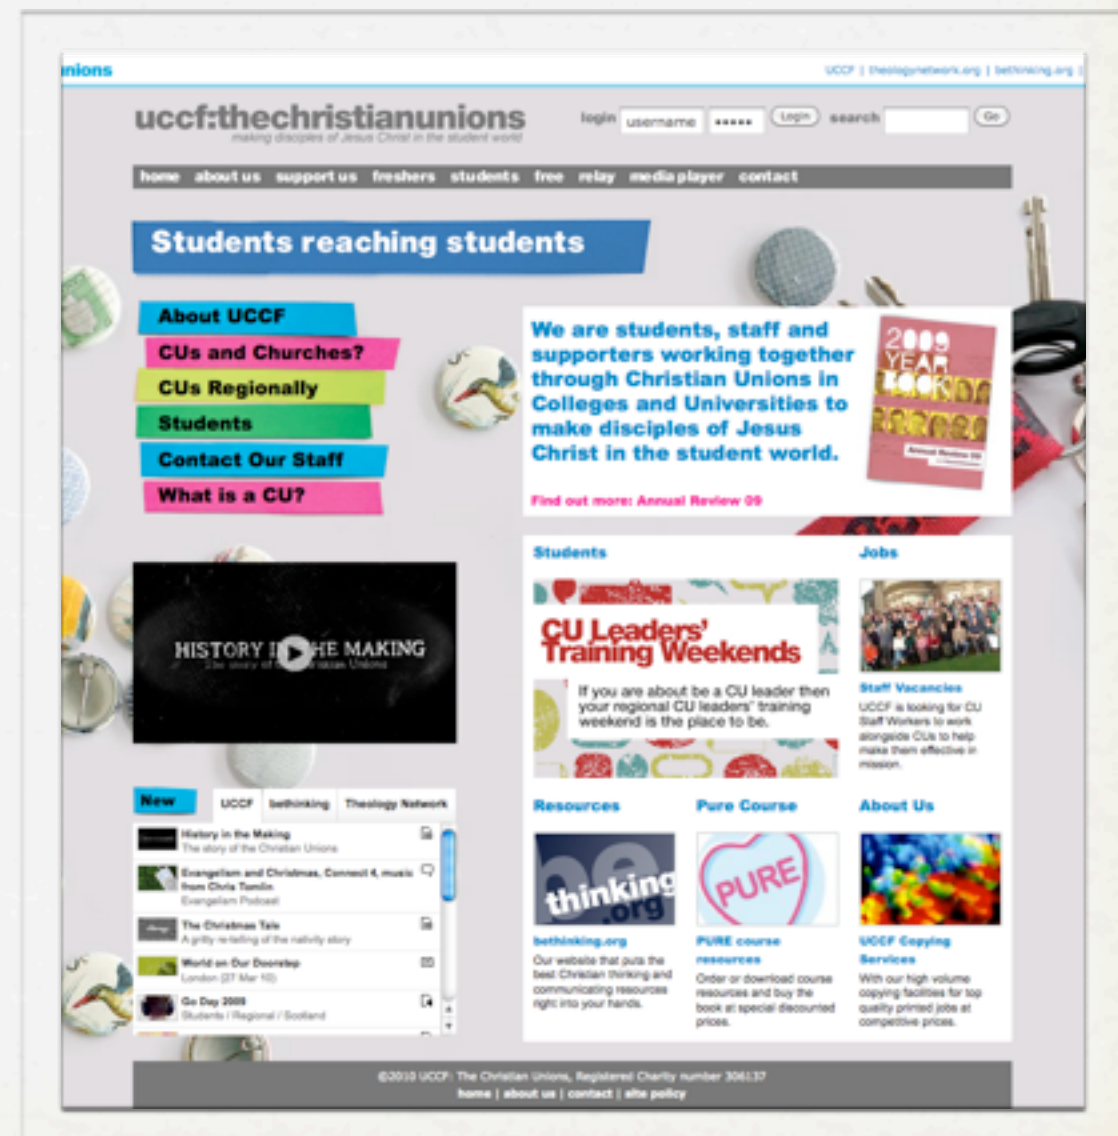 unions
UCCF | theologynetwork.org | bethinking.org |
uccf:thechristianunions
making disciples of Jesus Christ in the student world
login username ••••• Login search Go
home about us support us freshers students free relay media player contact
Students reaching students
About UCCF
CUs and Churches?
CUs Regionally
Students
Contact Our Staff
What is a CU?
We are students, staff and
supporters working together
through Christian Unions in
Colleges and Universities to
make disciples of Jesus
Christ in the student world.
Find out more: Annual Review 09
2009
YEAR
BOOK
Annual Review 09
HISTORY IN THE MAKING
The story of the Christian Unions
New UCCF bethinking Theology Network
History in the Making
The story of the Christian Unions
Evangelism and Christmas, Connect 4, music
from Chris Tomlin
Evangelism Podcast
The Christmas Tale
A gritty re-telling of the nativity story
World on Our Doorstep
London (27 Mar 10)
Go Day 2009
Students / Regional / Scotland
Students
CU Leaders'
Training Weekends
If you are about be a CU leader then
your regional CU leaders' training
weekend is the place to be.
Jobs
Staff Vacancies
UCCF is looking for CU
Staff Workers to work
alongside CUs to help
make them effective in
mission.
Resources
be
thinking
.org
bethinking.org
Our website that puts the
best Christian thinking and
communicating resources
right into your hands.
Pure Course
PURE
PURE course
resources
Order or download course
resources and buy the
book at special discounted
prices.
About Us
UCCF Copying
Services
With our high volume
copying facilities for top
quality printed jobs at
competitive prices.
©2010 UCCF: The Christian Unions, Registered Charity number 306137
home | about us | contact | site policy